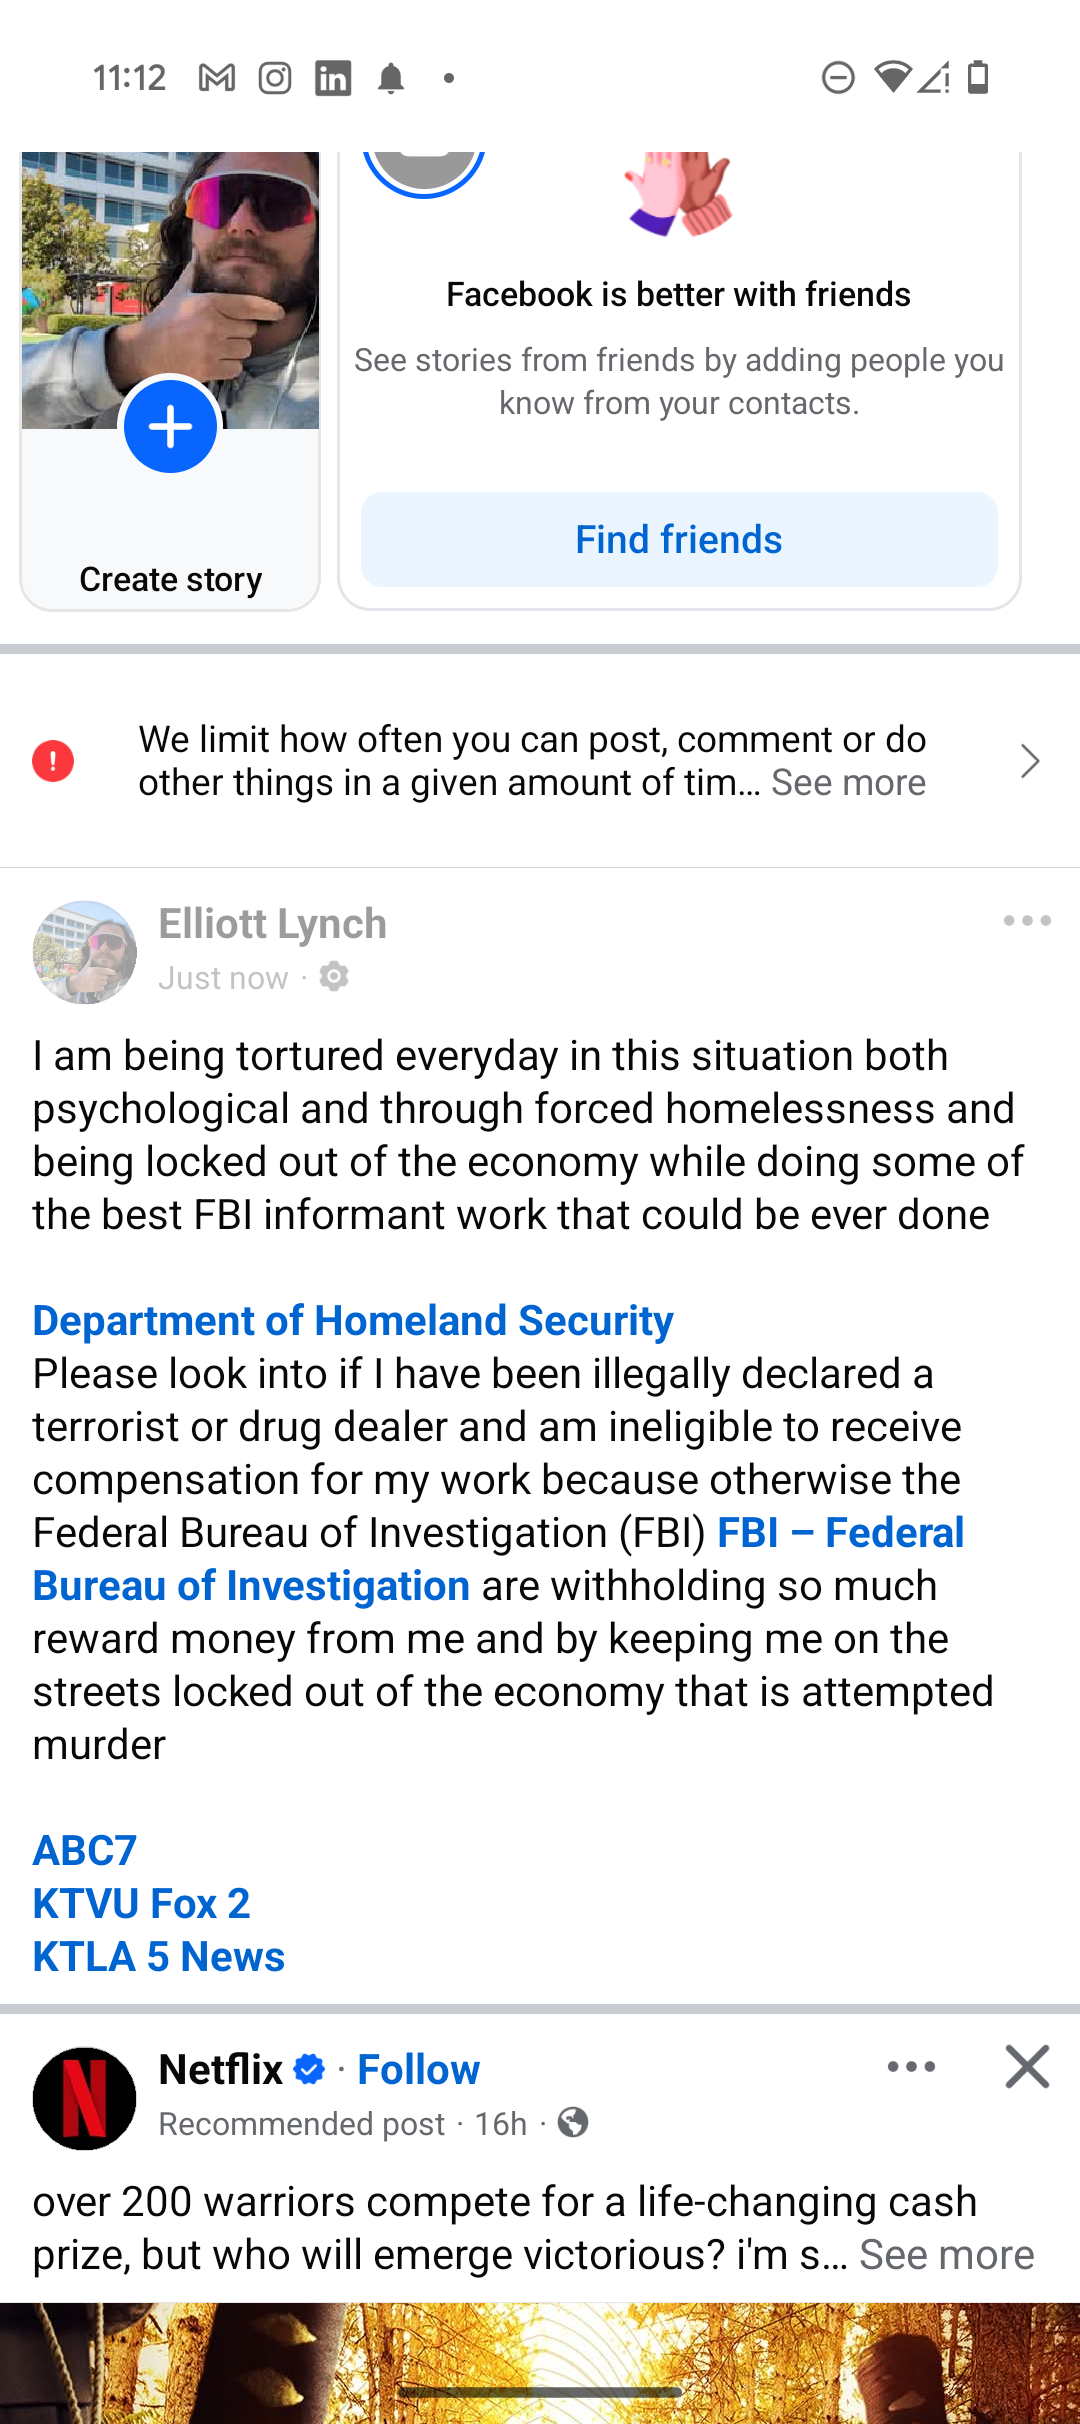 11:12
Facebook is better with friends
See stories from friends by adding people you
know from your contacts.
Find friends
Create story
We limit how often you can post, comment or do
other things in a given amount of tim... See more
Elliott Lynch
Just now ·
I am being tortured everyday in this situation both
psychological and through forced homelessness and
being locked out of the economy while doing some of
the best FBI informant work that could be ever done
Department of Homeland Security
Please look into if I have been illegally declared a
terrorist or drug dealer and am ineligible to receive
compensation for my work because otherwise the
Federal Bureau of Investigation (FBI) FBI – Federal
Bureau of Investigation are withholding so much
reward money from me and by keeping me on the
streets locked out of the economy that is attempted
murder
ABC7
KTVU Fox 2
KTLA 5 News
Netflix · Follow
Recommended post · 16h ·
over 200 warriors compete for a life-changing cash
prize, but who will emerge victorious? i'm s... See more